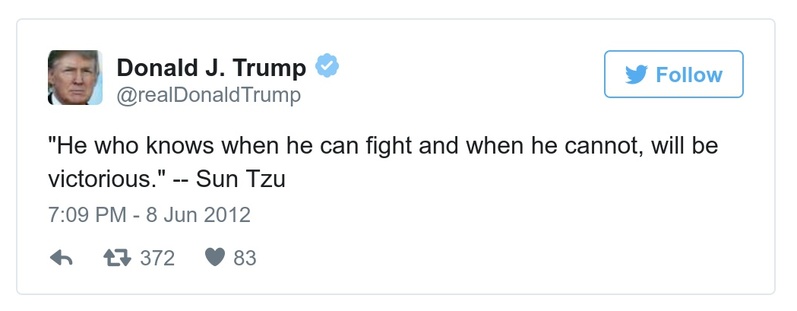 Donald J. Trump
@realDonaldTrump
Follow
"He who knows when he can fight and when he cannot, will be
victorious." -- Sun Tzu
7:09 PM - 8 Jun 2012
372 83